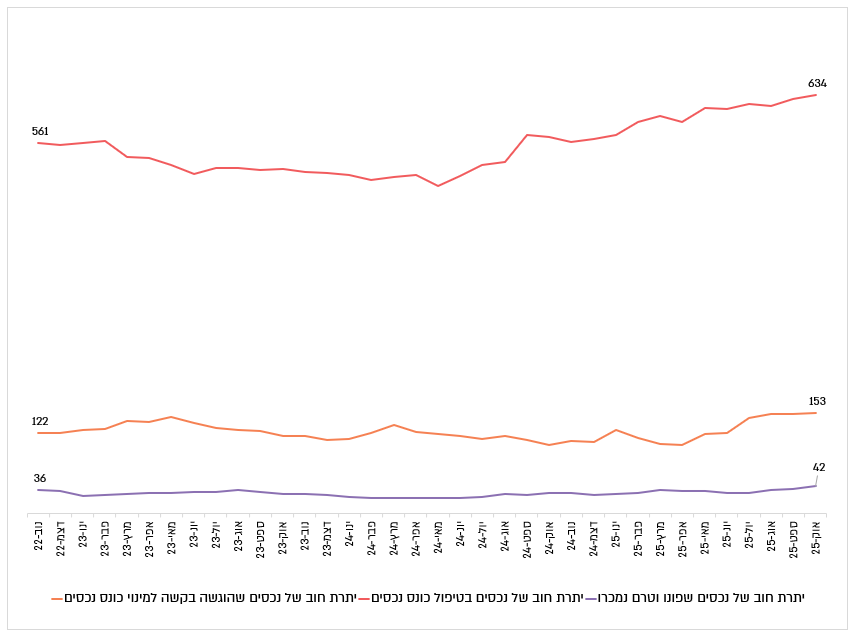 634
561
153
122
42
36
נוב-22
דצמ-22
ינו-23
פבר-23
מרץ-23
אפר-23
מאי-23
יונ-23
יול-23
אוג-23
ספט-23
אוק-23
נוב-23
דצמ-23
ינו-24
פבר-24
מרץ-24
אפר-24
מאי-24
יונ-24
יול-24
אוג-24
ספט-24
אוק-24
נוב-24
דצמ-24
ינו-25
פבר-25
מרץ-25
אפר-25
מאי-25
יונ-25
יול-25
אוג-25
ספט-25
אוק-25
יתרת חוב של נכסים שפונו וטרם נמכרו
יתרת חוב של נכסים בטיפול כונס נכסים
יתרת חוב של נכסים שהוגשה בקשה למינוי כונס נכסים